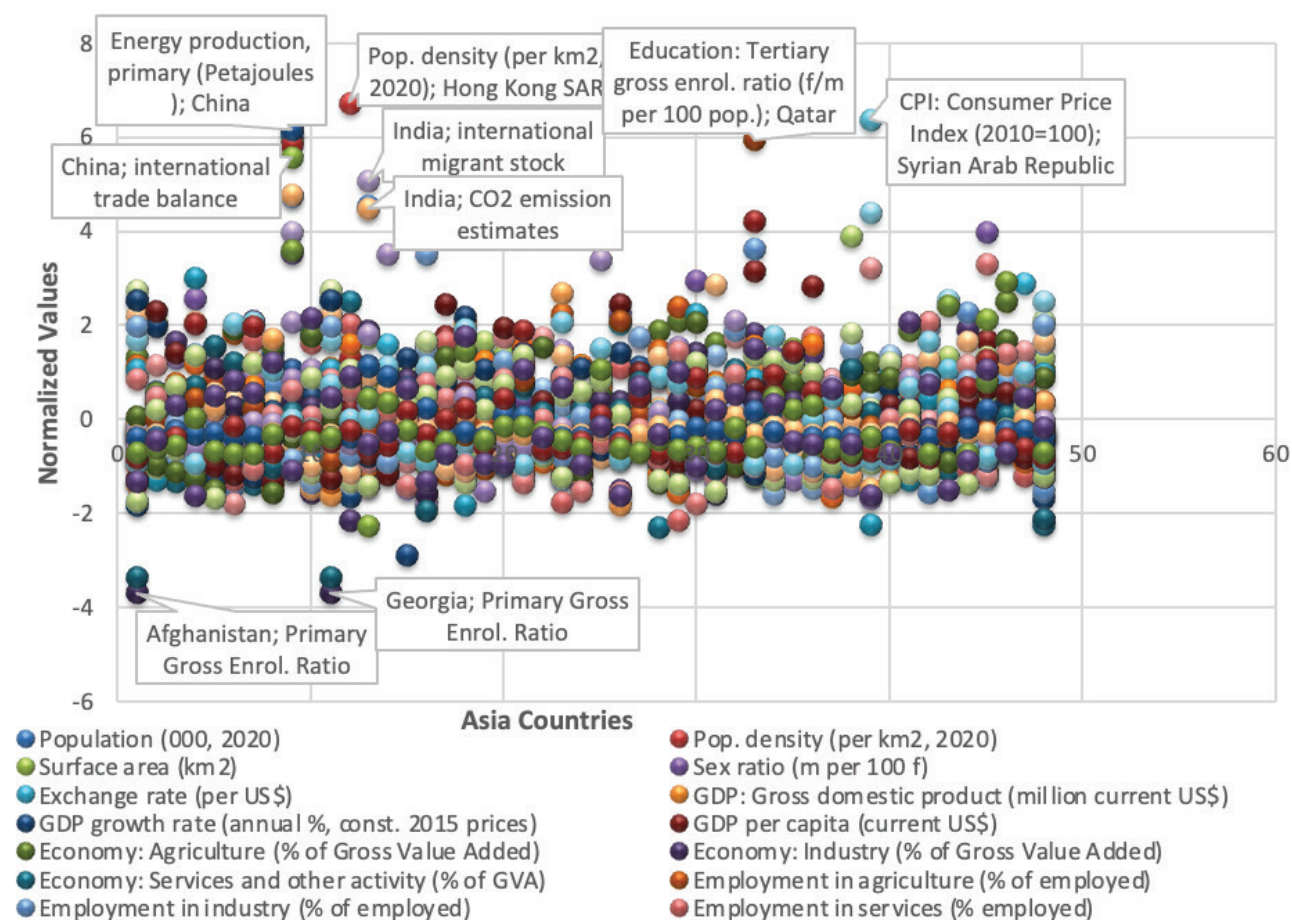 Energy production,
primary (Petajoules
); China
Pop. density (per km2,
2020); Hong Kong SAR
Education: Tertiary
gross enrol. ratio (f/m
per 100 pop.); Qatar
CPI: Consumer Price
Index (2010=100);
Syrian Arab Republic
India; international
migrant stock
China; international
trade balance
India; CO2 emission
estimates
Georgia; Primary Gross
Enrol. Ratio
Afghanistan; Primary
Gross Enrol. Ratio
Normalized Values
8
6
4
2
0
-2
-4
-6
0
50
60
Asia Countries
Population (000, 2020)
Pop. density (per km2, 2020)
Surface area (km2)
Sex ratio (m per 100 f)
Exchange rate (per US$)
GDP: Gross domestic product (million current US$)
GDP growth rate (annual %, const. 2015 prices)
GDP per capita (current US$)
Economy: Agriculture (% of Gross Value Added)
Economy: Industry (% of Gross Value Added)
Economy: Services and other activity (% of GVA)
Employment in agriculture (% of employed)
Employment in industry (% of employed)
Employment in services (% employed)